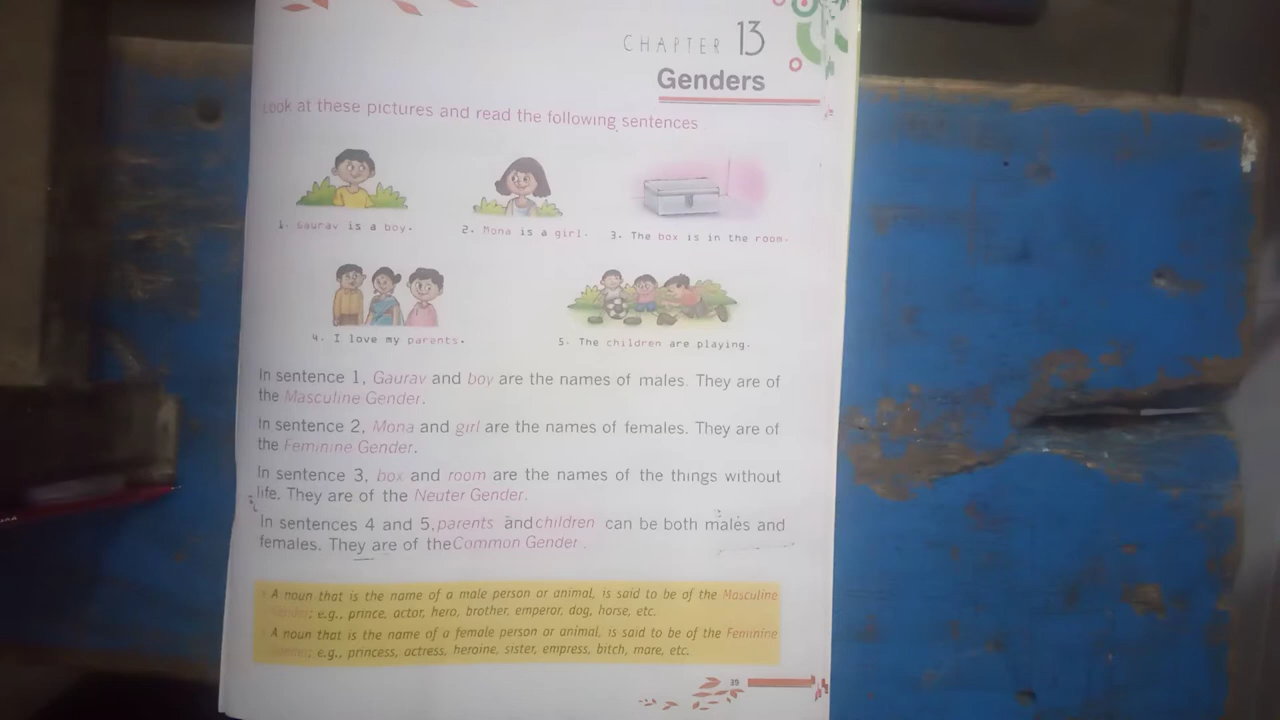 CHAPTER 13
Genders
Look at these pictures and read the following sentences
1. Gaurav is a boy.
2. Mona is a girl.
3. The box is in the room.
4. I love my parents.
5. The children are playing.
In sentence 1, Gaurav and boy are the names of males. They are of
the Masculine Gender.
In sentence 2, Mona and girl are the names of females. They are of
the Feminine Gender.
In sentence 3, box and room are the names of the things without
life. They are of the Neuter Gender.
In sentences 4 and 5, parents and children can be both males and
females. They are of the Common Gender.
A noun that is the name of a male person or animal, is said to be of the Masculine
Gender; e.g., prince, actor, hero, brother, emperor, dog, horse, etc.
A noun that is the name of a female person or animal, is said to be of the Feminine
Gender; e.g., princess, actress, heroine, sister, empress, bitch, mare, etc.